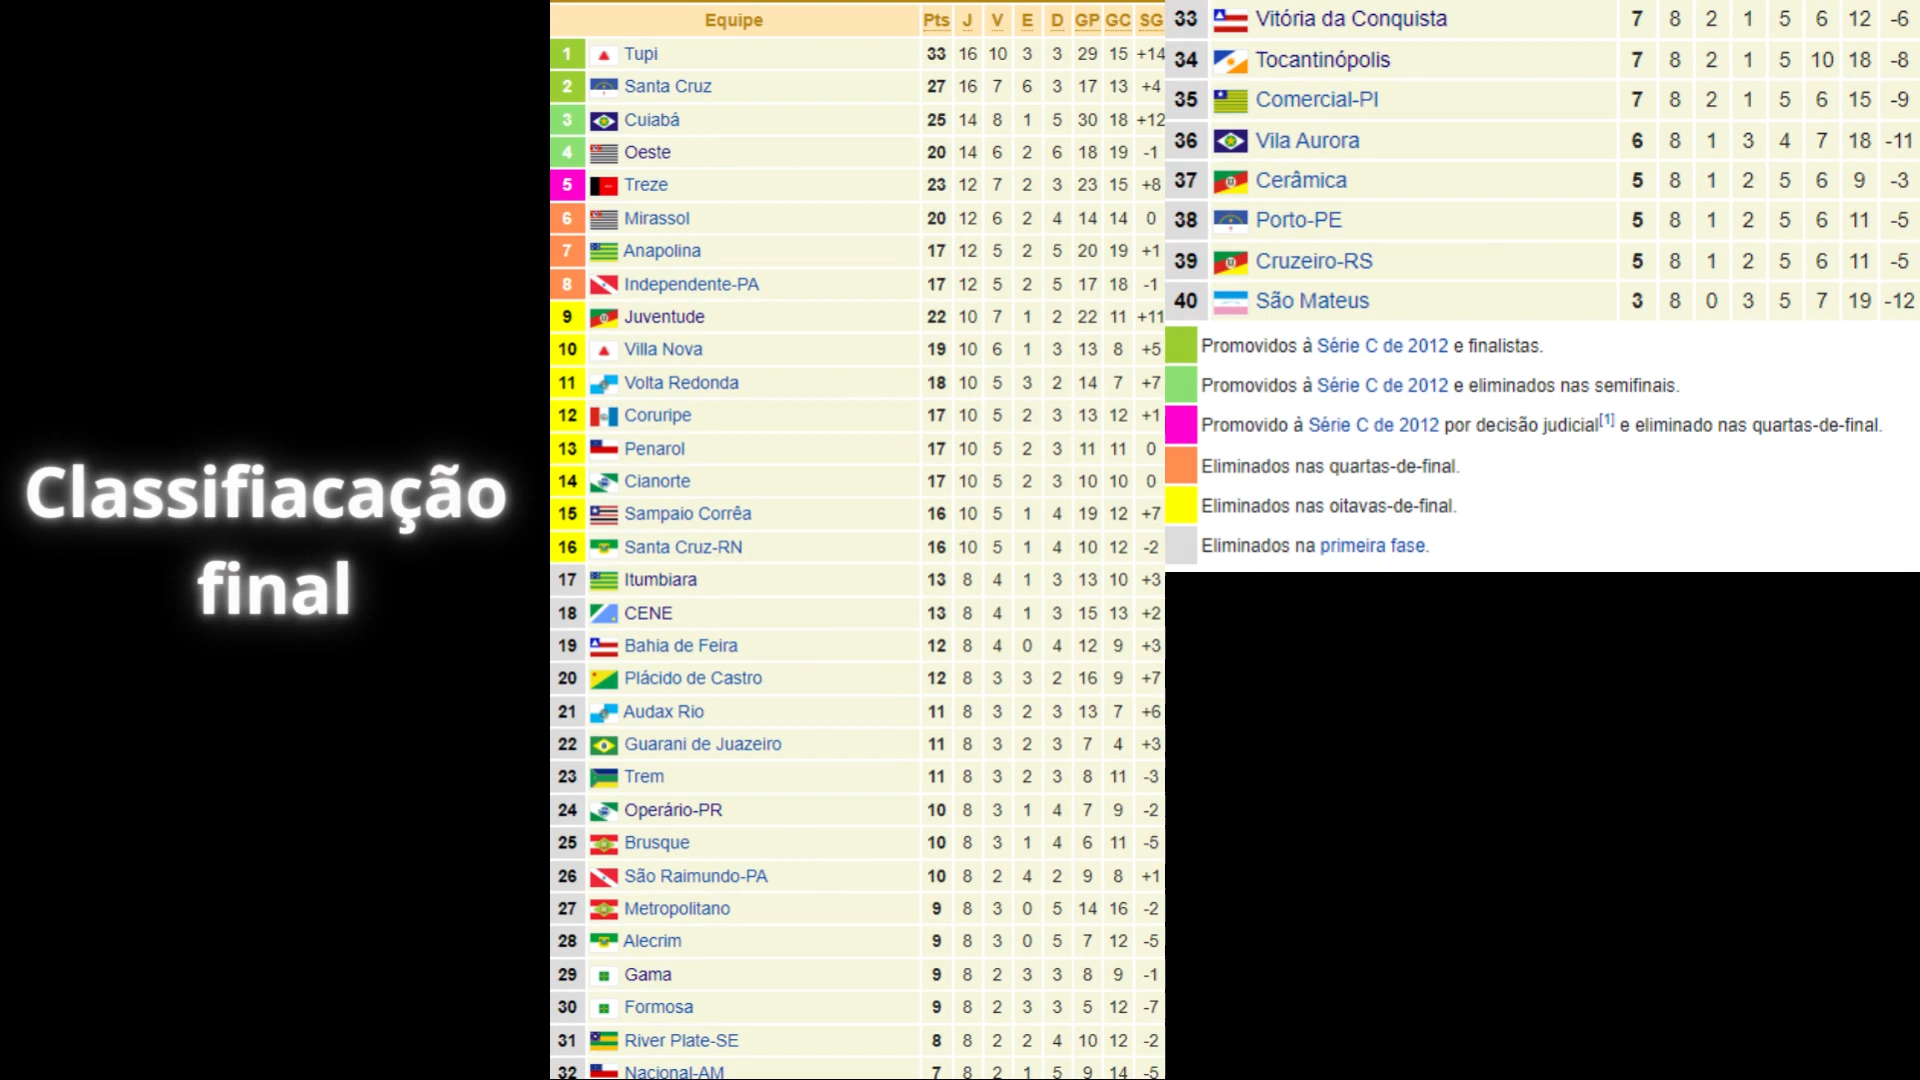 Classifiacação
final
Equipe Pts J V E D GP GC SG
1 Tupi 33 16 10 3 3 29 15 +14
2 Santa Cruz 27 16 7 6 3 17 13 +4
3 Cuiabá 25 14 8 1 5 30 18 +12
4 Oeste 20 14 6 2 6 18 19 -1
5 Treze 23 12 7 2 3 23 15 +8
6 Mirassol 20 12 6 2 4 14 14 0
7 Anapolina 17 12 5 2 5 20 19 +1
8 Independente-PA 17 12 5 2 5 17 18 -1
9 Juventude 22 10 7 1 2 22 11 +11
10 Villa Nova 19 10 6 1 3 13 8 +5
11 Volta Redonda 18 10 5 3 2 14 7 +7
12 Coruripe 17 10 5 2 3 13 12 +1
13 Penarol 17 10 5 2 3 11 11 0
14 Cianorte 17 10 5 2 3 10 10 0
15 Sampaio Corrêa 16 10 5 1 4 19 12 +7
16 Santa Cruz-RN 16 10 5 1 4 10 12 -2
17 Itumbiara 13 8 4 1 3 13 10 +3
18 CENE 13 8 4 1 3 15 13 +2
19 Bahia de Feira 12 8 4 0 4 12 9 +3
20 Plácido de Castro 12 8 3 3 2 16 9 +7
21 Audax Rio 11 8 3 2 3 13 7 +6
22 Guarani de Juazeiro 11 8 3 2 3 7 4 +3
23 Trem 11 8 3 2 3 8 11 -3
24 Operário-PR 10 8 3 1 4 7 9 -2
25 Brusque 10 8 3 1 4 6 11 -5
26 São Raimundo-PA 10 8 2 4 2 9 8 +1
27 Metropolitano 9 8 3 0 5 14 16 -2
28 Alecrim 9 8 3 0 5 7 12 -5
29 Gama 9 8 2 3 3 8 9 -1
30 Formosa 9 8 2 3 3 5 12 -7
31 River Plate-SE 8 8 2 2 4 10 12 -2
32 Nacional-AM 7 8 2 1 5 9 14 -5
33 Vitória da Conquista 7 8 2 1 5 6 12 -6
34 Tocantinópolis 7 8 2 1 5 10 18 -8
35 Comercial-PI 7 8 2 1 5 6 15 -9
36 Vila Aurora 6 8 1 3 4 7 18 -11
37 Cerâmica 5 8 1 2 5 6 9 -3
38 Porto-PE 5 8 1 2 5 6 11 -5
39 Cruzeiro-RS 5 8 1 2 5 6 11 -5
40 São Mateus 3 8 0 3 5 7 19 -12
Promovidos à Série C de 2012 e finalistas.
Promovidos à Série C de 2012 e eliminados nas semifinais.
Promovido à Série C de 2012 por decisão judicial[1] e eliminado nas quartas-de-final.
Eliminados nas quartas-de-final.
Eliminados nas oitavas-de-final.
Eliminados na primeira fase.